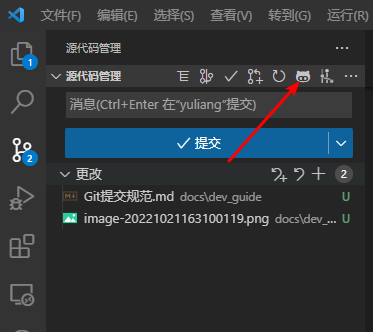 文件(F) 编辑(E) 选择(S) 查看(V) 转到(G) 运行(R)
1
源代码管理
源代码管理
消息(Ctrl+Enter 在“yuliang”提交)
提交
2
更改 2
Git提交规范.md docs\dev_guide U
image-20221021163100119.png docs\dev_... U